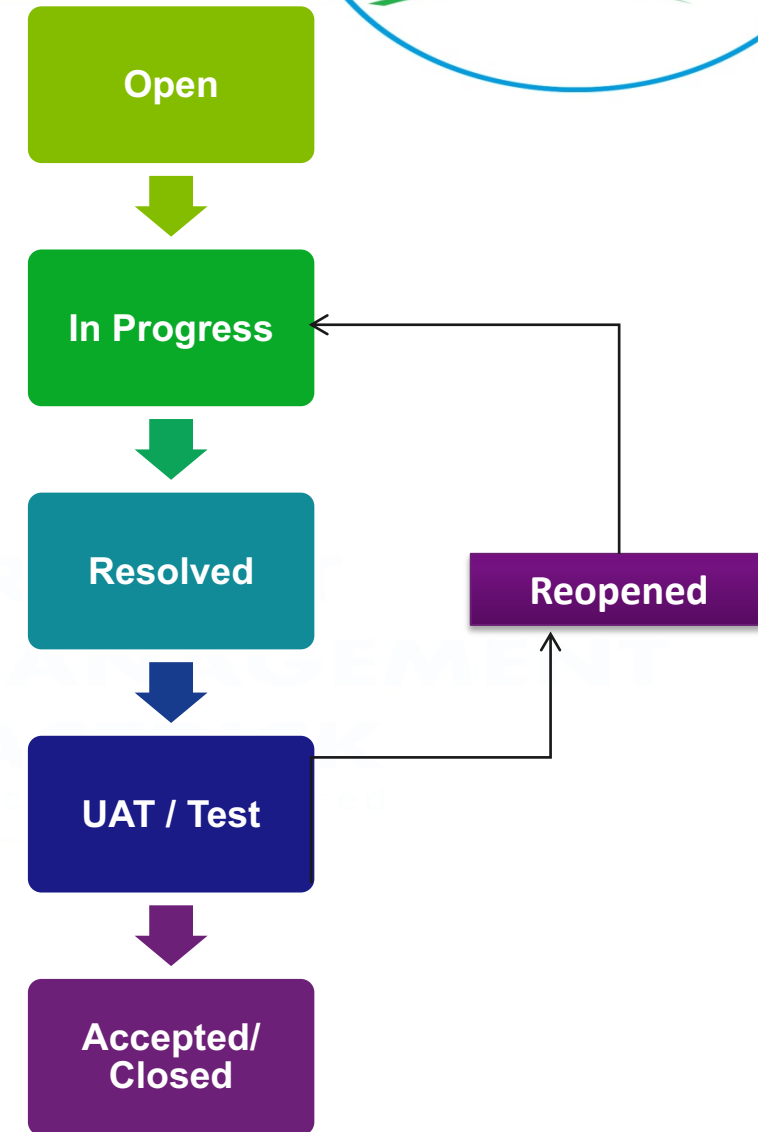 Open
In Progress
Resolved
Reopened
UAT / Test
Accepted/
Closed